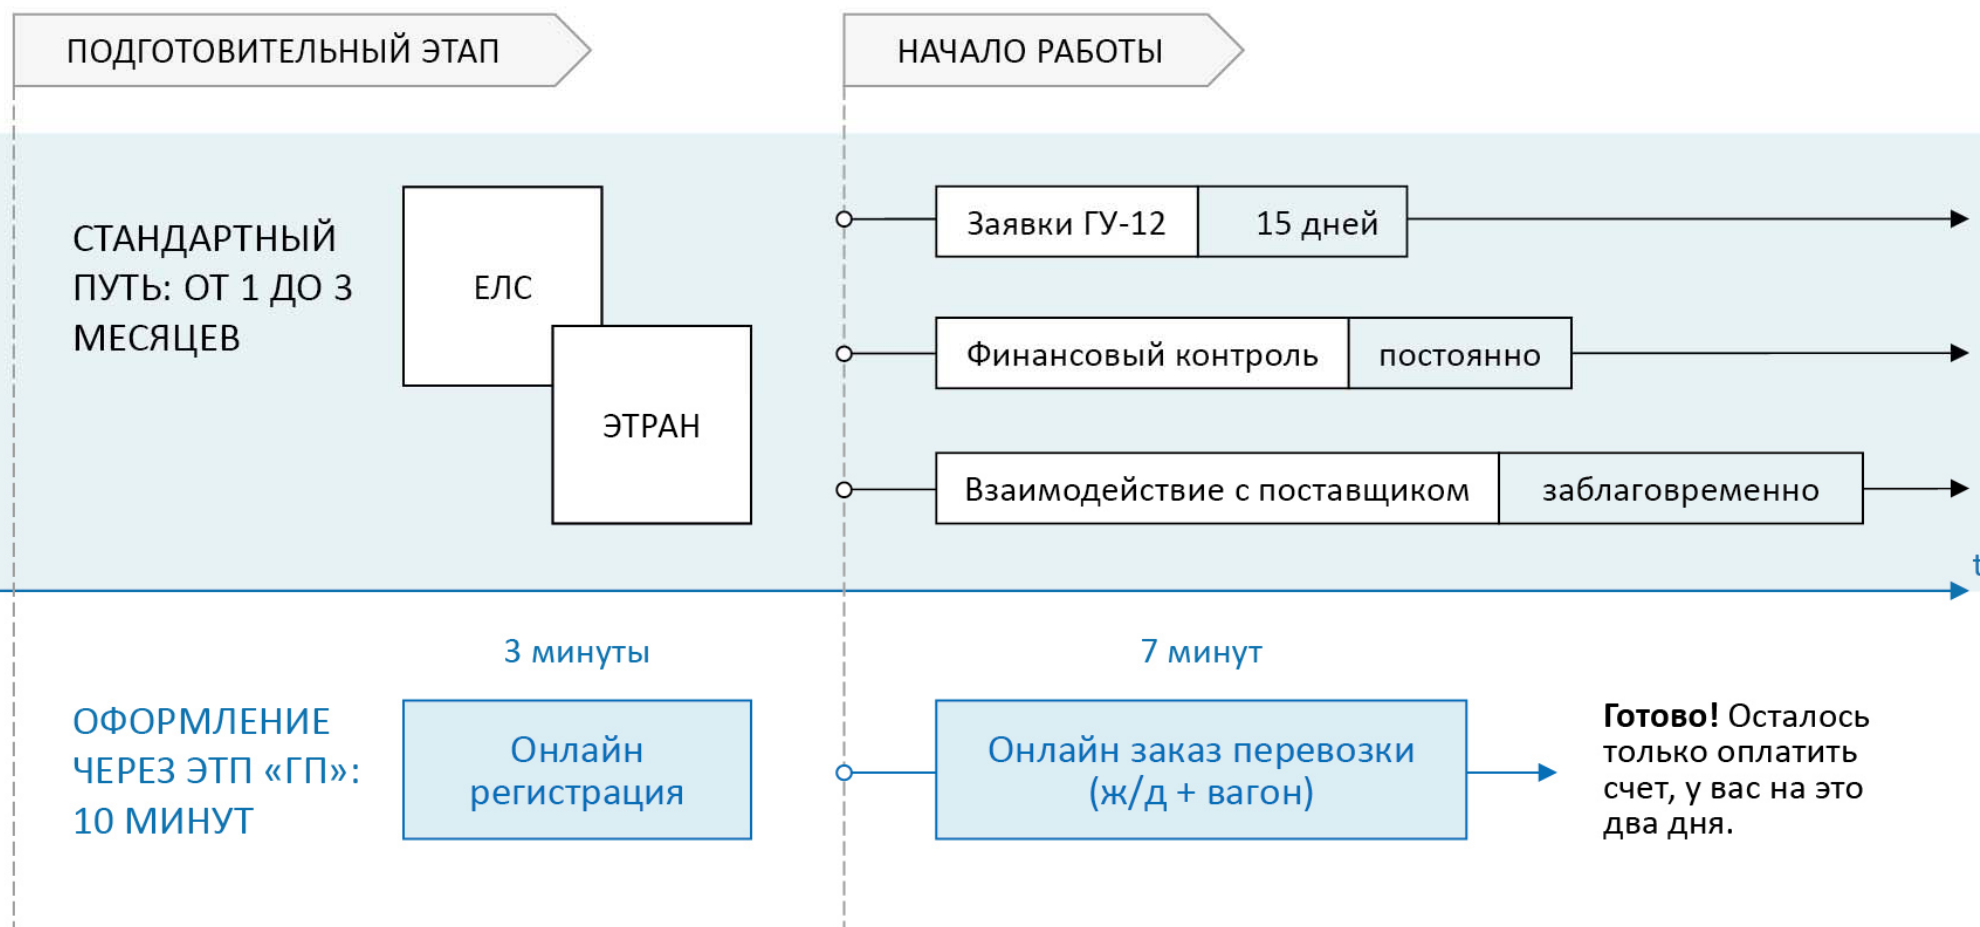 ПОДГОТОВИТЕЛЬНЫЙ ЭТАП
НАЧАЛО РАБОТЫ
СТАНДАРТНЫЙ
ПУТЬ: ОТ 1 ДО 3
МЕСЯЦЕВ
ЕЛС
ЭТРАН
Заявки ГУ-12
15 дней
Финансовый контроль
постоянно
Взаимодействие с поставщиком
заблаговременно
t
3 минуты
7 минут
ОФОРМЛЕНИЕ
ЧЕРЕЗ ЭТП «ГП»:
10 МИНУТ
Онлайн
регистрация
Онлайн заказ перевозки
(ж/д + вагон)
Готово! Осталось
только оплатить
счет, у вас на это
два дня.